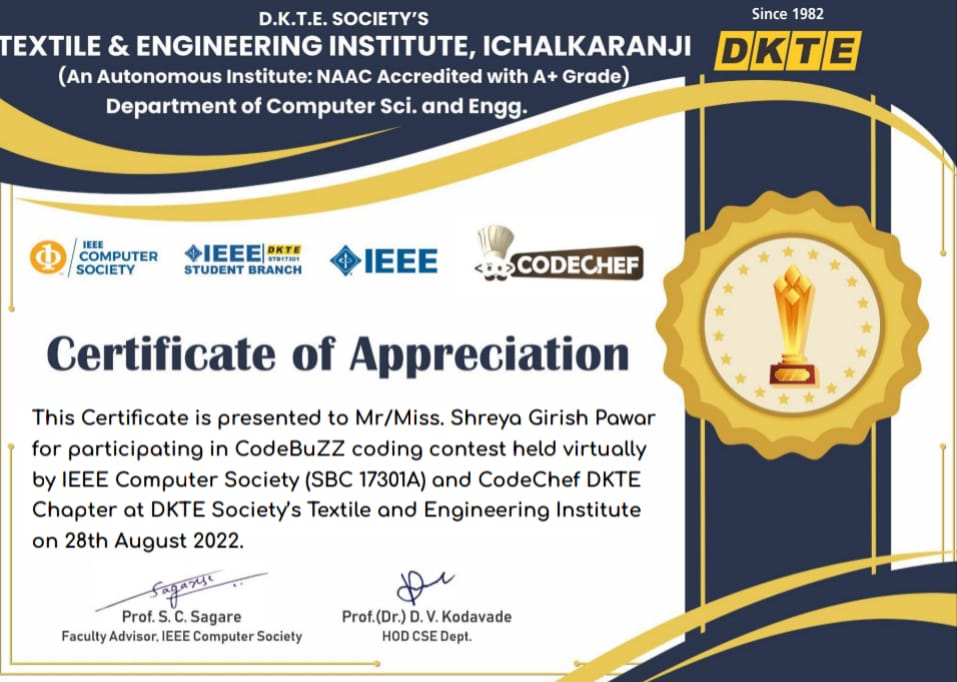 D.K.T.E. SOCIETY'S
TEXTILE & ENGINEERING INSTITUTE, ICHALKARANJI
(An Autonomous Institute: NAAC Accredited with A+ Grade)
Department of Computer Sci. and Engg.
Since 1982
DKTE
IEEE
COMPUTER
SOCIETY
IEEE DKTE
STB17301
STUDENT BRANCH
IEEE
CODECHEF
Certificate of Appreciation
This Certificate is presented to Mr/Miss. Shreya Girish Pawar
for participating in CodeBuZZ coding contest held virtually
by IEEE Computer Society (SBC 17301A) and CodeChef DKTE
Chapter at DKTE Society's Textile and Engineering Institute
on 28th August 2022.
Sagarse
Prof. S. C. Sagare
Faculty Advisor, IEEE Computer Society
Prof.(Dr.) D. V. Kodavade
HOD CSE Dept.